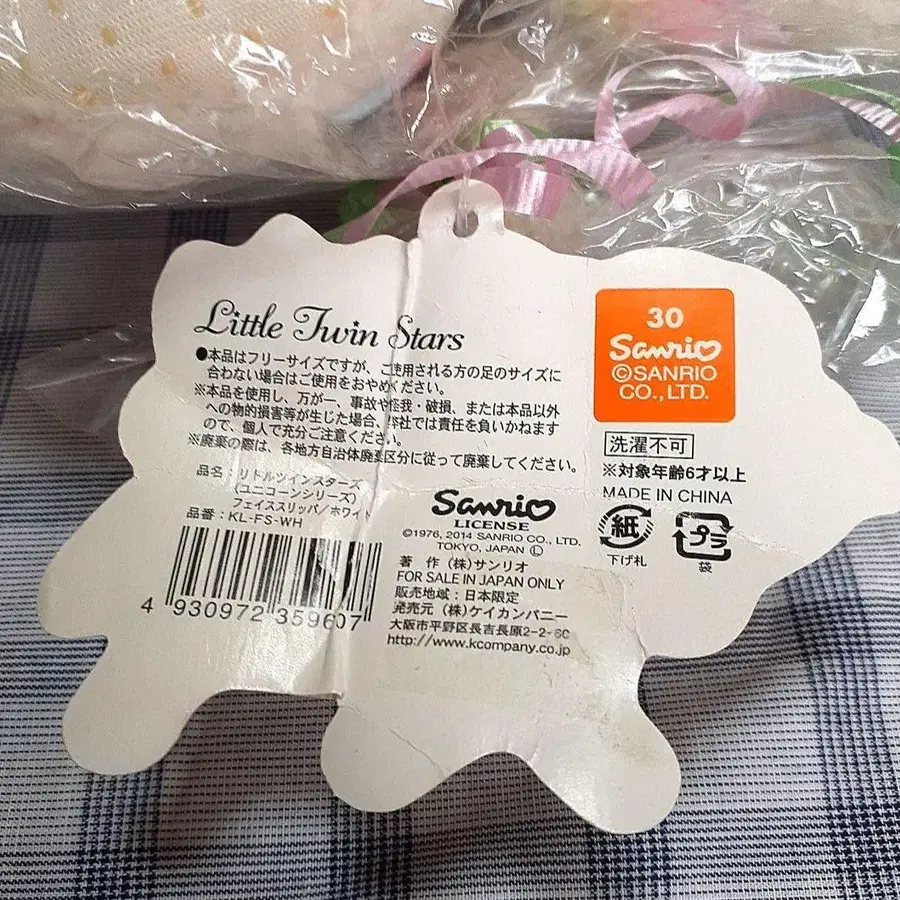 Little Twin Stars
●本品はフリーサイズですが、ご使用される方の足のサイズに
合わない場合はご使用をおやめください。
※本品を使用し、万が一、事故や怪我・破損、または本品以外
への物的損害等が生じた場合、弊社では責任を負いかねます
ので、個人で充分ご注意ください。
※廃棄の際は、各地方自治体廃棄区分に従って廃棄してください。
品名:リトルツインスターズ
(ユニコーンシリーズ)
フェイススリッパ/ホワイト
品番:KL-FS-WH
4 930972 359607
30
Sanrio
©SANRIO
CO.,LTD.
洗濯不可
※対象年齢6才以上
MADE IN CHINA
紙
下げ札
プラ
袋
Sanrio
LICENSE
©1976, 2014 SANRIO CO., LTD.
TOKYO, JAPAN Ⓛ
著 作 (株)サンリオ
FOR SALE IN JAPAN ONLY
販売地域:日本限定
発売元 (株)ケイカンパニー
大阪市平野区長吉長原2-2-60
http://www.kcompany.co.jp